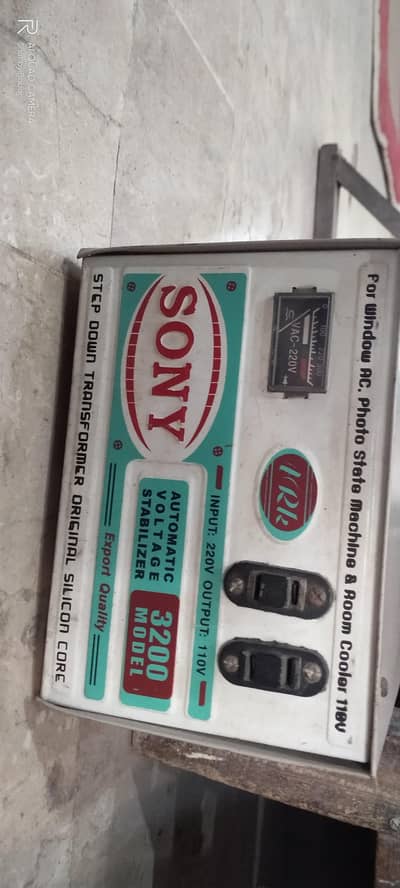 For Window AC, Photo State Machine & Room Cooler 110V
VAC-220V
NRK
INPUT: 220V OUTPUT: 110V
SONY
AUTOMATIC
VOLTAGE
STABILIZER
3200
MODEL
Export Quality
STEP DOWN TRANSFORMER ORIGINAL SILICON CORE